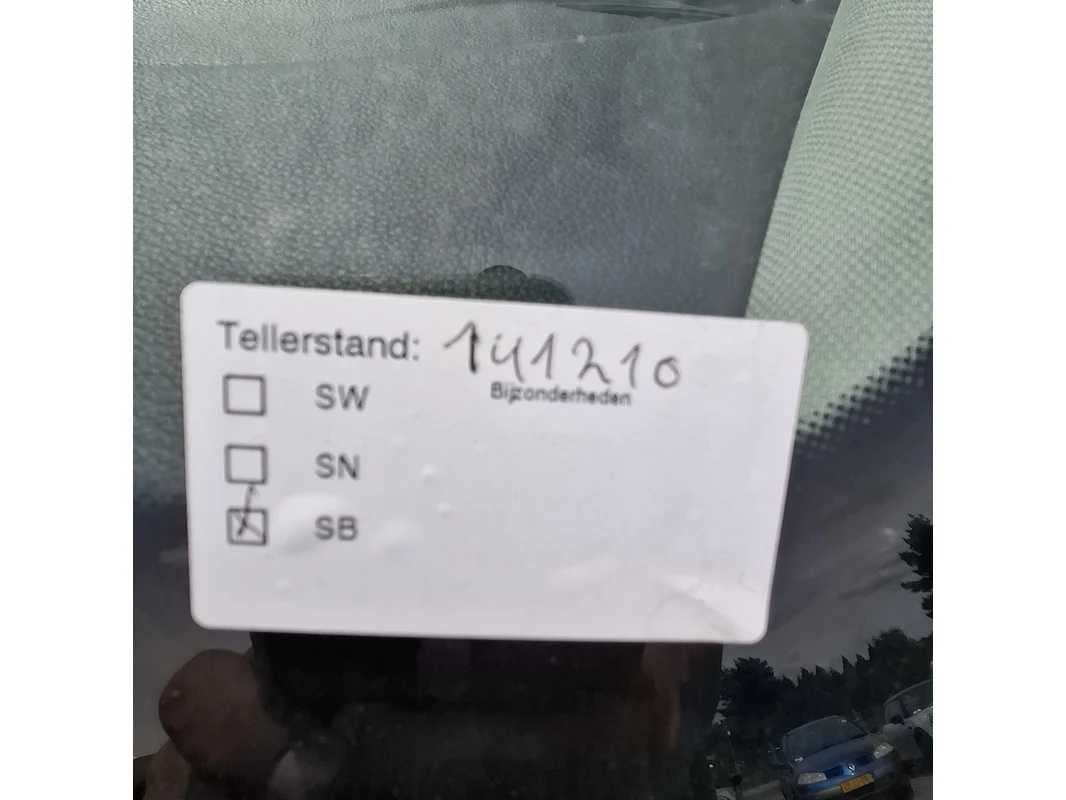 Tellerstand: 141210
Bijzonderheden
SW
SN
SB